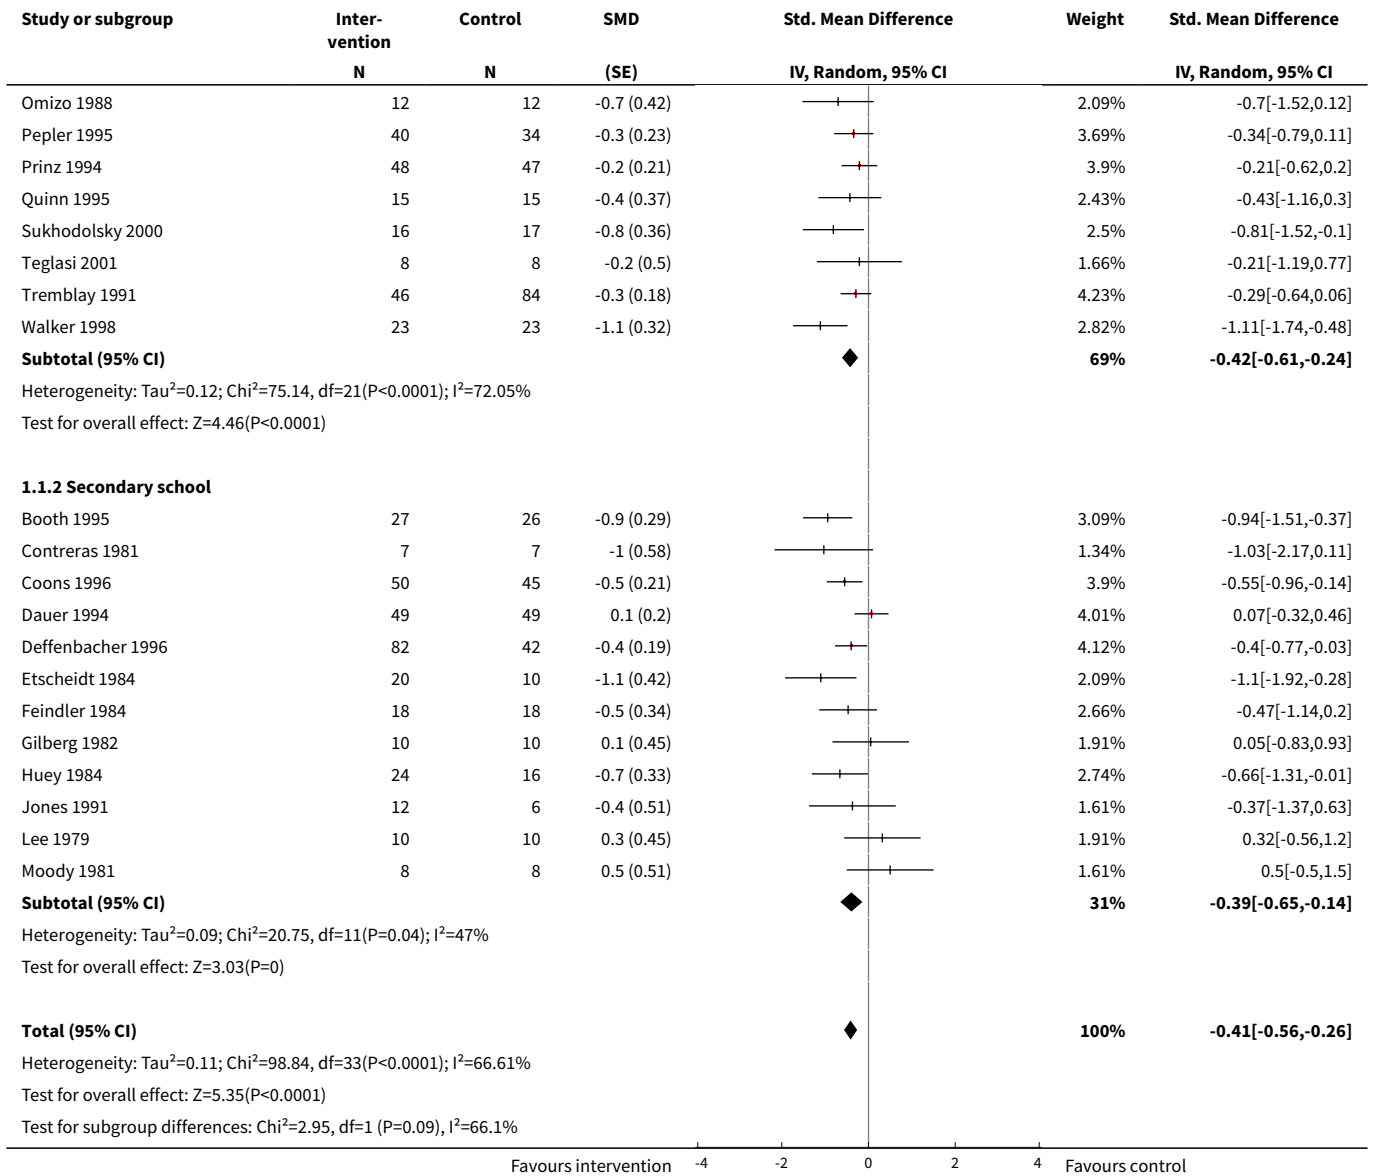 Study or subgroup Inter- Control SMD Std. Mean Difference Weight Std. Mean Difference
vention
N N (SE) IV, Random, 95% CI IV, Random, 95% CI
Omizo 1988 12 12 -0.7 (0.42) 2.09% -0.7[-1.52,0.12]
Pepler 1995 40 34 -0.3 (0.23) 3.69% -0.34[-0.79,0.11]
Prinz 1994 48 47 -0.2 (0.21) 3.9% -0.21[-0.62,0.2]
Quinn 1995 15 15 -0.4 (0.37) 2.43% -0.43[-1.16,0.3]
Sukhodolsky 2000 16 17 -0.8 (0.36) 2.5% -0.81[-1.52,-0.1]
Teglasi 2001 8 8 -0.2 (0.5) 1.66% -0.21[-1.19,0.77]
Tremblay 1991 46 84 -0.3 (0.18) 4.23% -0.29[-0.64,0.06]
Walker 1998 23 23 -1.1 (0.32) 2.82% -1.11[-1.74,-0.48]
Subtotal (95% CI) 69% -0.42[-0.61,-0.24]
Heterogeneity: Tau²=0.12; Chi²=75.14, df=21(P<0.0001); I²=72.05%
Test for overall effect: Z=4.46(P<0.0001)
1.1.2 Secondary school
Booth 1995 27 26 -0.9 (0.29) 3.09% -0.94[-1.51,-0.37]
Contreras 1981 7 7 -1 (0.58) 1.34% -1.03[-2.17,0.11]
Coons 1996 50 45 -0.5 (0.21) 3.9% -0.55[-0.96,-0.14]
Dauer 1994 49 49 0.1 (0.2) 4.01% 0.07[-0.32,0.46]
Deffenbacher 1996 82 42 -0.4 (0.19) 4.12% -0.4[-0.77,-0.03]
Etscheidt 1984 20 10 -1.1 (0.42) 2.09% -1.1[-1.92,-0.28]
Feindler 1984 18 18 -0.5 (0.34) 2.66% -0.47[-1.14,0.2]
Gilberg 1982 10 10 0.1 (0.45) 1.91% 0.05[-0.83,0.93]
Huey 1984 24 16 -0.7 (0.33) 2.74% -0.66[-1.31,-0.01]
Jones 1991 12 6 -0.4 (0.51) 1.61% -0.37[-1.37,0.63]
Lee 1979 10 10 0.3 (0.45) 1.91% 0.32[-0.56,1.2]
Moody 1981 8 8 0.5 (0.51) 1.61% 0.5[-0.5,1.5]
Subtotal (95% CI) 31% -0.39[-0.65,-0.14]
Heterogeneity: Tau²=0.09; Chi²=20.75, df=11(P=0.04); I²=47%
Test for overall effect: Z=3.03(P=0)
Total (95% CI) 100% -0.41[-0.56,-0.26]
Heterogeneity: Tau²=0.11; Chi²=98.84, df=33(P<0.0001); I²=66.61%
Test for overall effect: Z=5.35(P<0.0001)
Test for subgroup differences: Chi²=2.95, df=1 (P=0.09), I²=66.1%
Favours intervention -4 -2 0 2 4 Favours control